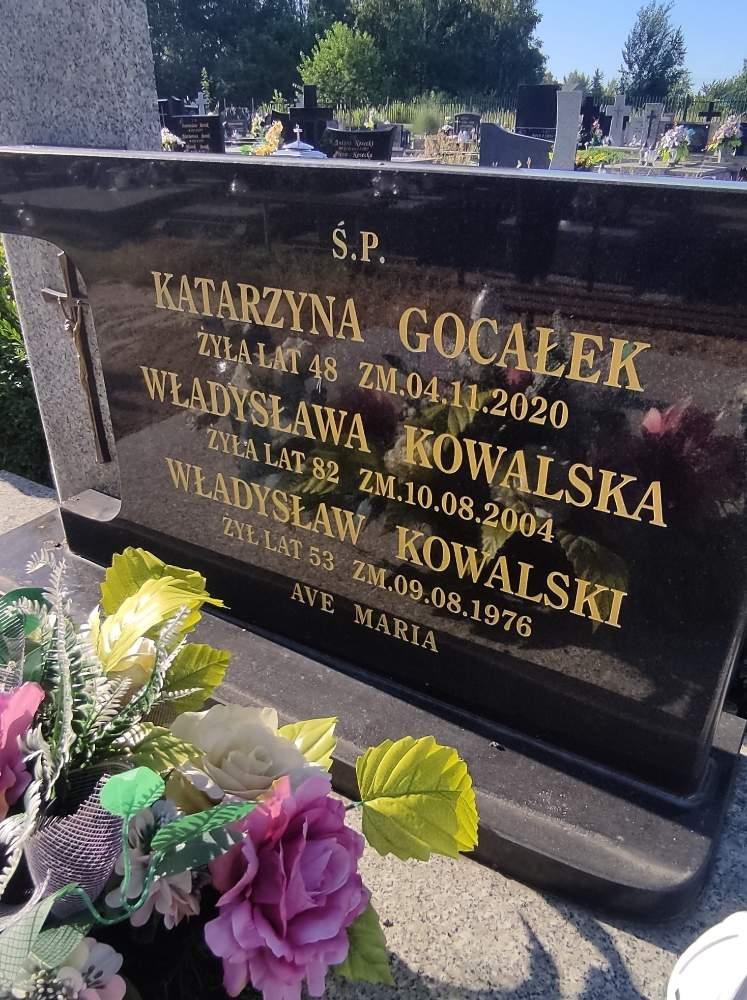 Ś.P.
KATARZYNA GOCAŁEK
ŻYŁA LAT 48 ZM.04.11.2020
WŁADYSŁAWA KOWALSKA
ŻYŁA LAT 82 ZM.10.08.2004
WŁADYSŁAW KOWALSKI
ŻYŁ LAT 53 ZM.09.08.1976
AVE MARIA